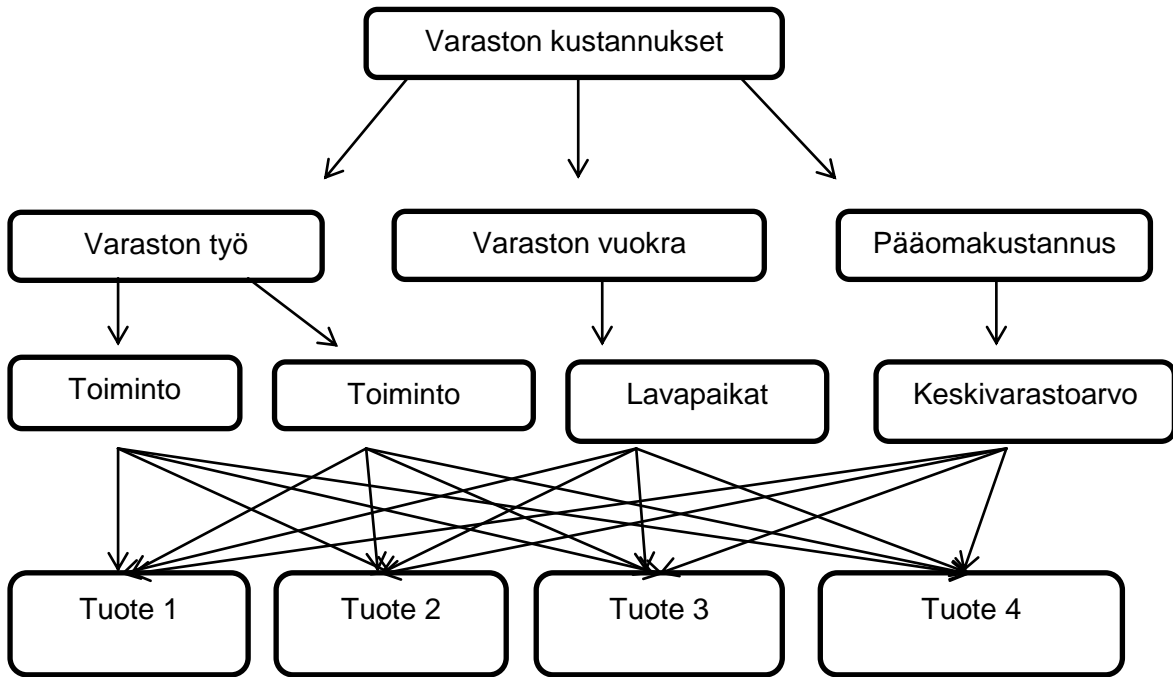 Varaston kustannukset
Varaston työ
Varaston vuokra
Pääomakustannus
Toiminto
Toiminto
Lavapaikat
Keskivarastoarvo
Tuote 1
Tuote 2
Tuote 3
Tuote 4